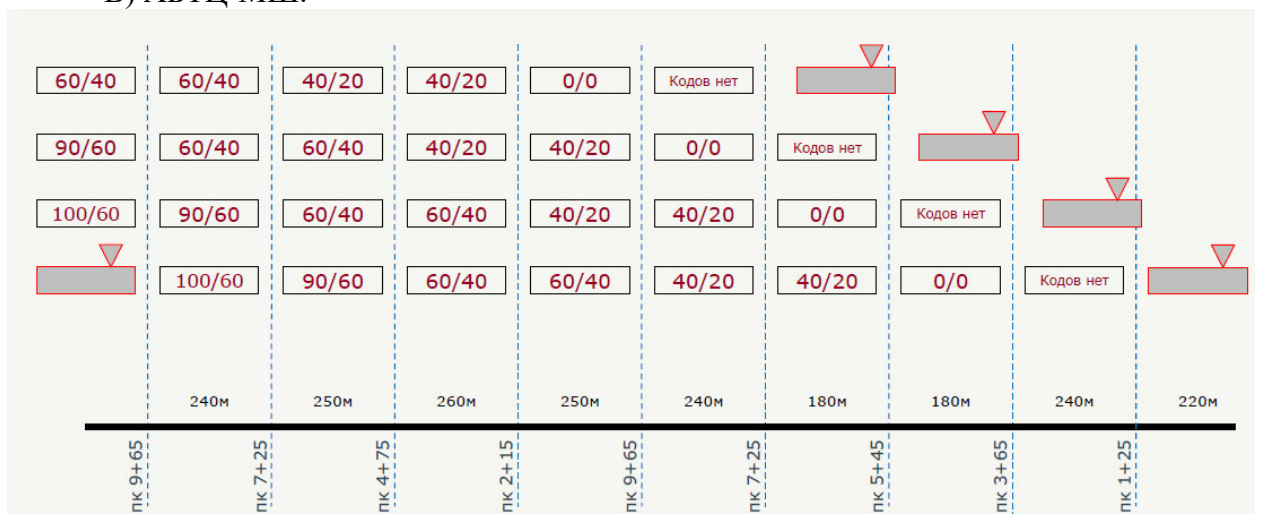 В) АБТЦ-МШ.
60/40 60/40 40/20 40/20 0/0 Кодов нет
90/60 60/40 60/40 40/20 40/20 0/0 Кодов нет
100/60 90/60 60/40 60/40 40/20 40/20 0/0 Кодов нет
100/60 90/60 60/40 60/40 40/20 40/20 0/0 Кодов нет
240м 250м 260м 250м 240м 180м 180м 240м 220м
пк 9+65 пк 7+25 пк 4+75 пк 2+15 пк 9+65 пк 7+25 пк 5+45 пк 3+65 пк 1+25